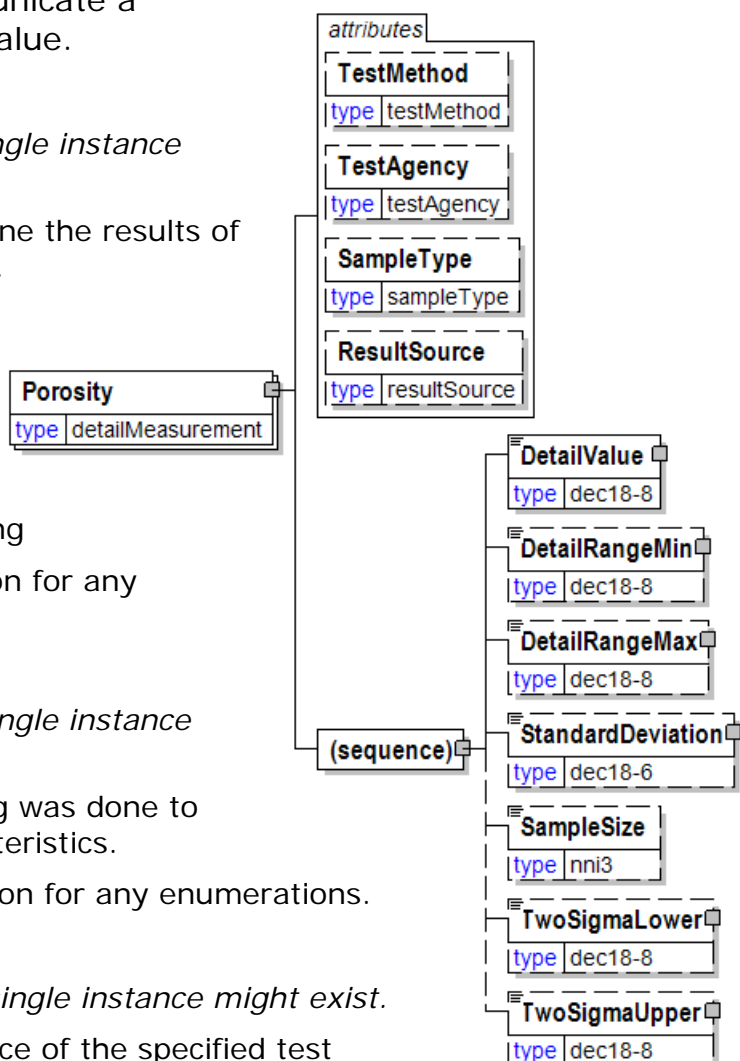 unicate a
alue.
ngle instance
ne the results of
ng
on for any
ngle instance
g was done to
teristics.
on for any enumerations.
single instance might exist.
ce of the specified test
attributes
TestMethod
type testMethod
TestAgency
type testAgency
SampleType
type sampleType
ResultSource
type resultSource
Porosity
type detailMeasurement
(sequence)
DetailValue
type dec18-8
DetailRangeMin
type dec18-8
DetailRangeMax
type dec18-8
StandardDeviation
type dec18-6
SampleSize
type nni3
TwoSigmaLower
type dec18-8
TwoSigmaUpper
type dec18-8